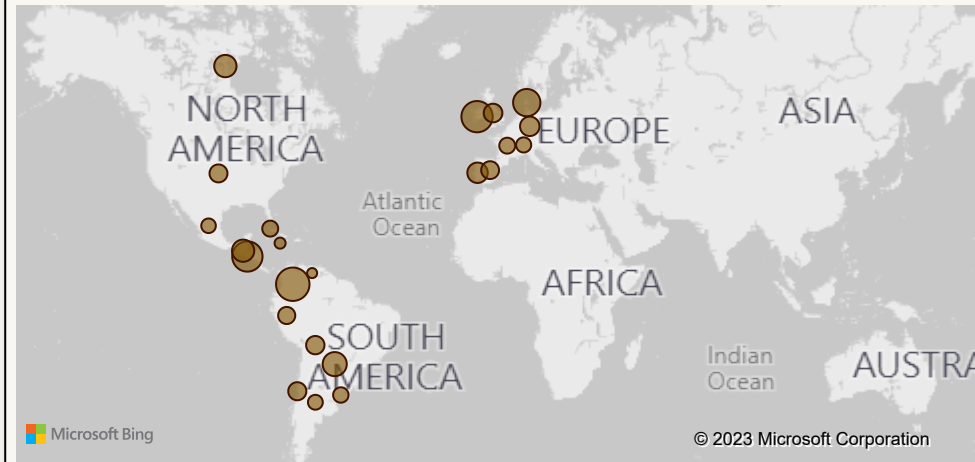 NORTH
AMERICA
ASIA
EUROPE
Atlantic
Ocean
AFRICA
SOUTH
AMERICA
Indian
Ocean
AUSTRA
Microsoft Bing
© 2023 Microsoft Corporation